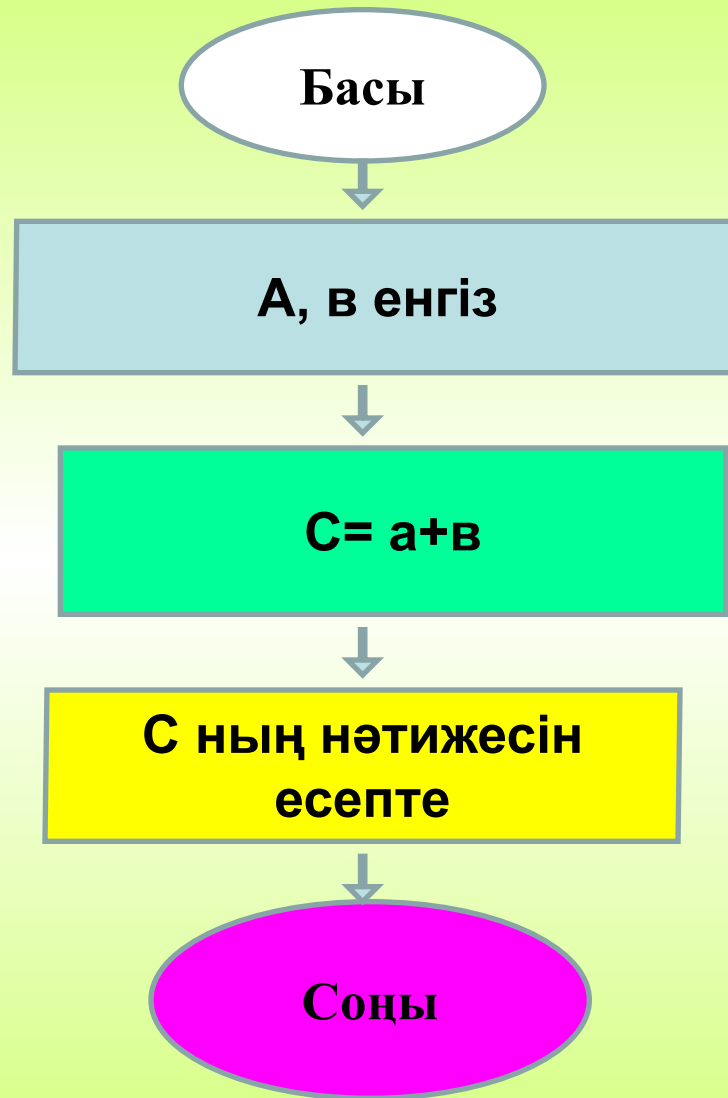 Басы
А, в енгіз
С= а+в
С ның нәтижесін
есепте
Соңы